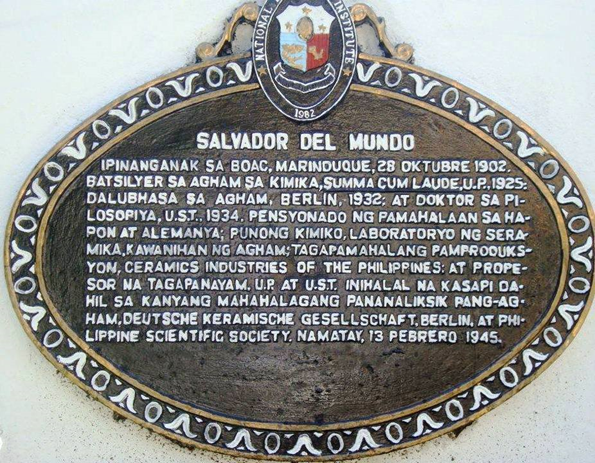 NATIONAL
INSTITUTE
1982
SALVADOR DEL MUNDO
IPINANGANAK SA BOAC, MARINDUQUE, 28 OKTUBRE 1902.
BATSILYER SA AGHAM SA KIMIKA, SUMMA CUM LAUDE, U.P. 1925;
DALUBHASA SA AGHAM, BERLIN, 1932; AT DOKTOR SA PI-
LOSOPIYA, U.S.T., 1934. PENSYONADO NG PAMAHALAAN SA HA-
PON AT ALEMANYA; PUNONG KIMIKO, LABORATORYO NG SERA-
MIKA, KAWANIHAN NG AGHAM; TAGAPAMAHALANG PAMPRODUKS-
YON, CERAMICS INDUSTRIES OF THE PHILIPPINES; AT PROPE-
SOR NA TAGAPANAYAM, U.P. AT U.S.T. INIHALAL NA KASAPI DA-
HIL SA KANYANG MAHAHALAGANG PANANALIKSIK PANG-AG-
HAM, DEUTSCHE KERAMISCHE GESELLSCHAFT, BERLIN, AT PHI-
LIPPINE SCIENTIFIC SOCIETY. NAMATAY, 13 PEBRERO 1945.